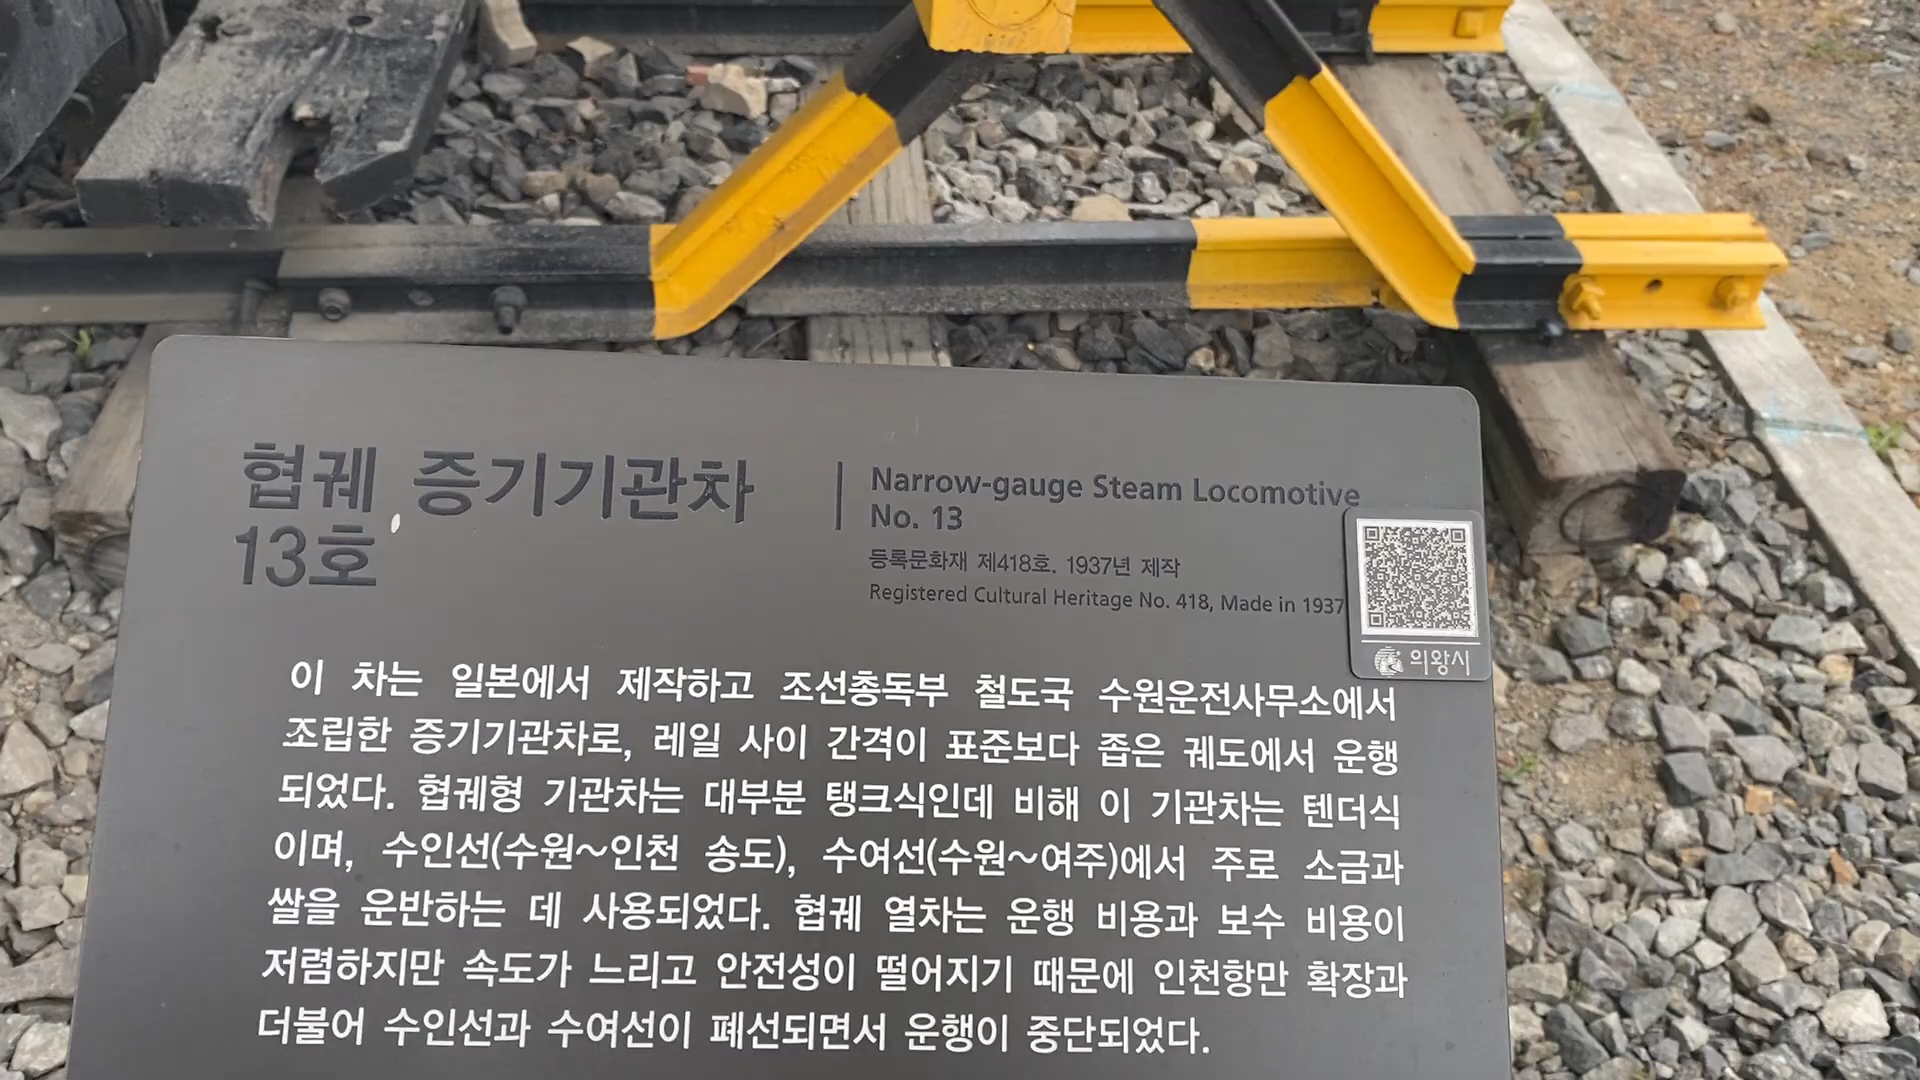 협궤 증기기관차
13호
Narrow-gauge Steam Locomotive
No. 13
등록문화재 제418호. 1937년 제작
Registered Cultural Heritage No. 418, Made in 1937
의왕시
이 차는 일본에서 제작하고 조선총독부 철도국 수원운전사무소에서
조립한 증기기관차로, 레일 사이 간격이 표준보다 좁은 궤도에서 운행
되었다. 협궤형 기관차는 대부분 탱크식인데 비해 이 기관차는 텐더식
이며, 수인선(수원～인천 송도), 수여선(수원～여주)에서 주로 소금과
쌀을 운반하는 데 사용되었다. 협궤 열차는 운행 비용과 보수 비용이
저렴하지만 속도가 느리고 안전성이 떨어지기 때문에 인천항만 확장과
더불어 수인선과 수여선이 폐선되면서 운행이 중단되었다.